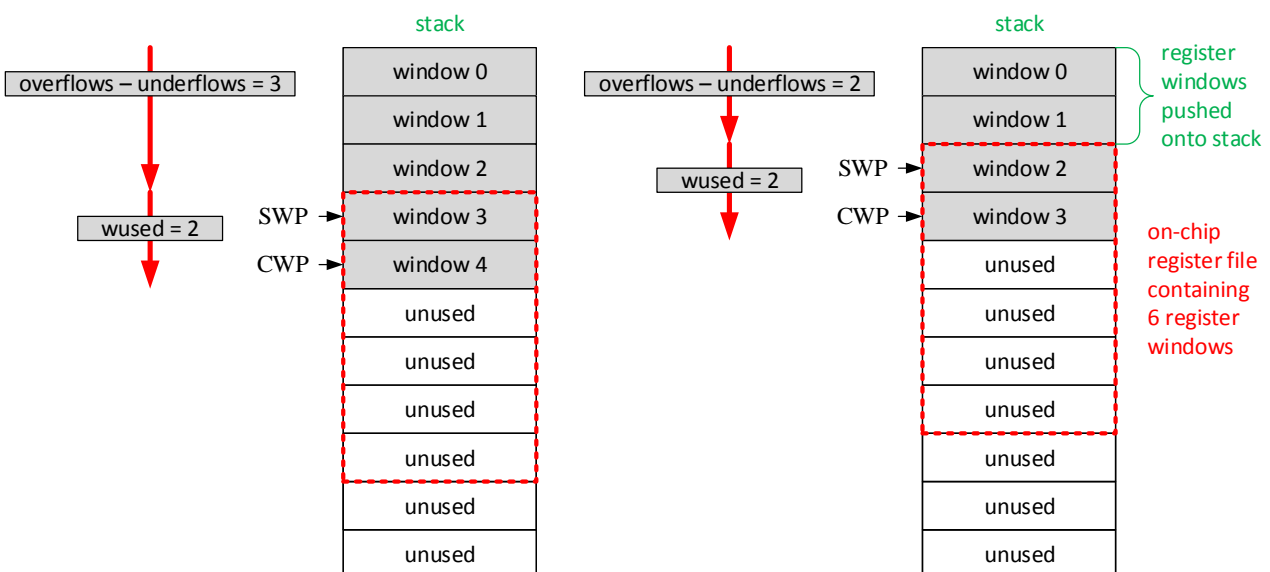 stack
overflows – underflows = 3
window 0
window 1
window 2
SWP
window 3
wused = 2
CWP
window 4
unused
unused
unused
unused
unused
unused
stack
overflows – underflows = 2
window 0
window 1
register
windows
pushed
onto stack
SWP
window 2
wused = 2
CWP
window 3
unused
unused
unused
unused
unused
unused
unused
on-chip
register file
containing
6 register
windows